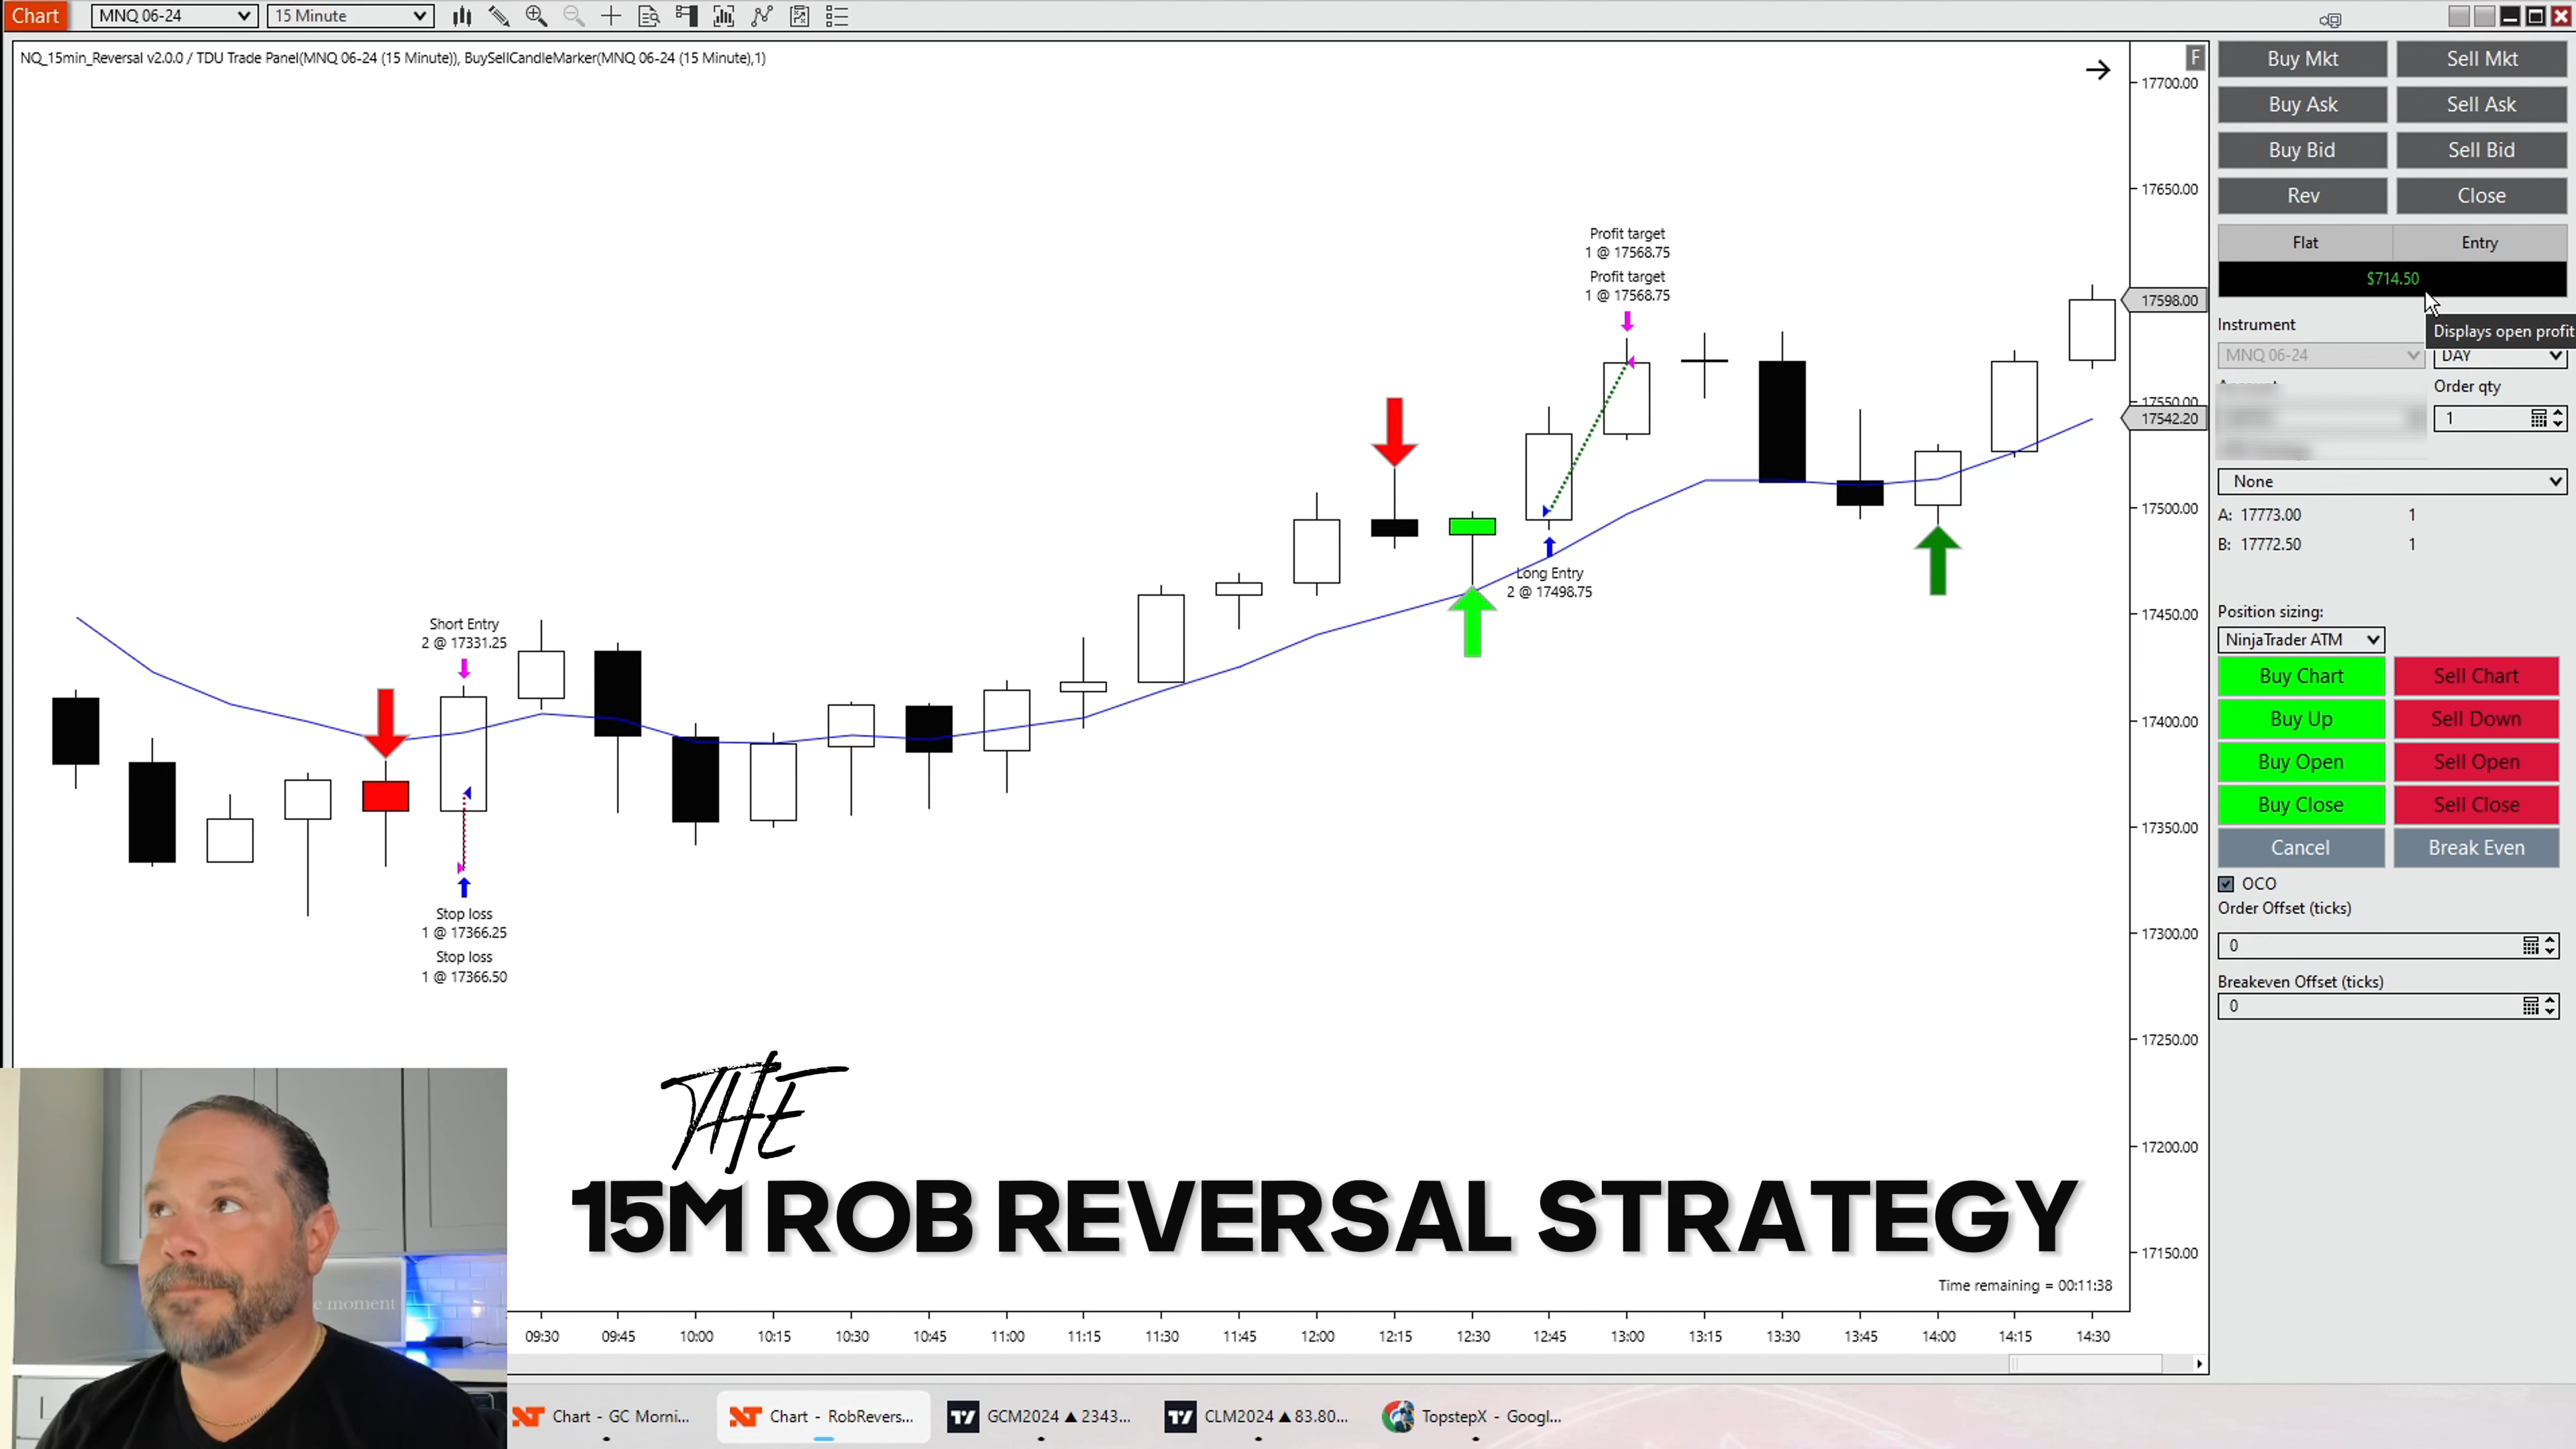 Chart MNQ 06-24 15 Minute
NQ_15min_Reversal v2.0.0 / TDU Trade Panel(MNQ 06-24 (15 Minute)), BuySellCandleMarker(MNQ 06-24 (15 Minute),1)
F
17700.00
17650.00
17598.00
17550.00
17542.20
17500.00
17450.00
17400.00
17350.00
17300.00
17250.00
17200.00
17150.00
Profit target
1 @ 17568.75
Profit target
1 @ 17568.75
Long Entry
2 @ 17498.75
Short Entry
2 @ 17331.25
Stop loss
1 @ 17366.25
Stop loss
1 @ 17366.50
THE
15M ROB REVERSAL STRATEGY
Time remaining = 00:11:38
09:30 09:45 10:00 10:15 10:30 10:45 11:00 11:15 11:30 11:45 12:00 12:15 12:30 12:45 13:00 13:15 13:30 13:45 14:00 14:15 14:30
Buy Mkt Sell Mkt
Buy Ask Sell Ask
Buy Bid Sell Bid
Rev Close
Flat Entry
$714.50
Displays open profit
Instrument
MNQ 06-24 DAY
Order qty
1
None
A: 17773.00 1
B: 17772.50 1
Position sizing:
NinjaTrader ATM
Buy Chart Sell Chart
Buy Up Sell Down
Buy Open Sell Open
Buy Close Sell Close
Cancel Break Even
OCO
Order Offset (ticks)
0
Breakeven Offset (ticks)
0
e moment
Chart - GC Morni... Chart - RobRevers... GCM2024 ▲ 2343... CLM2024 ▲ 83.80... TopstepX - Googl...